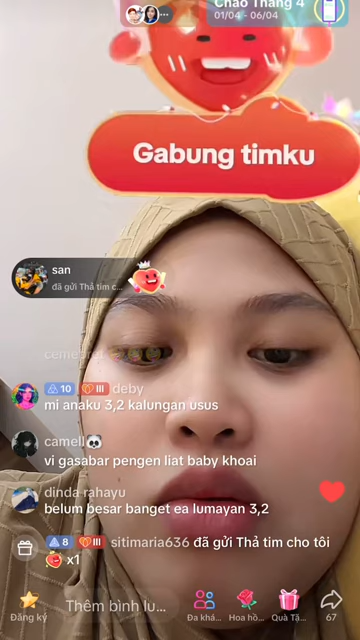 Chào Tháng 4
01/04 - 06/04
Gabung timku
san
đã gửi Thả tim c...
10 III deby
mi anaku 3,2 kalungan usus
camell🐼
vi gasabar pengen liat baby khoai
dinda rahayu
belum besar banget ea lumayan 3,2
8 III sitimaria636 đã gửi Thả tim cho tôi
x1
Đăng ký
Thêm bình lu...
Đa khá...
Hoa hồ...
Quà Tặ...
67